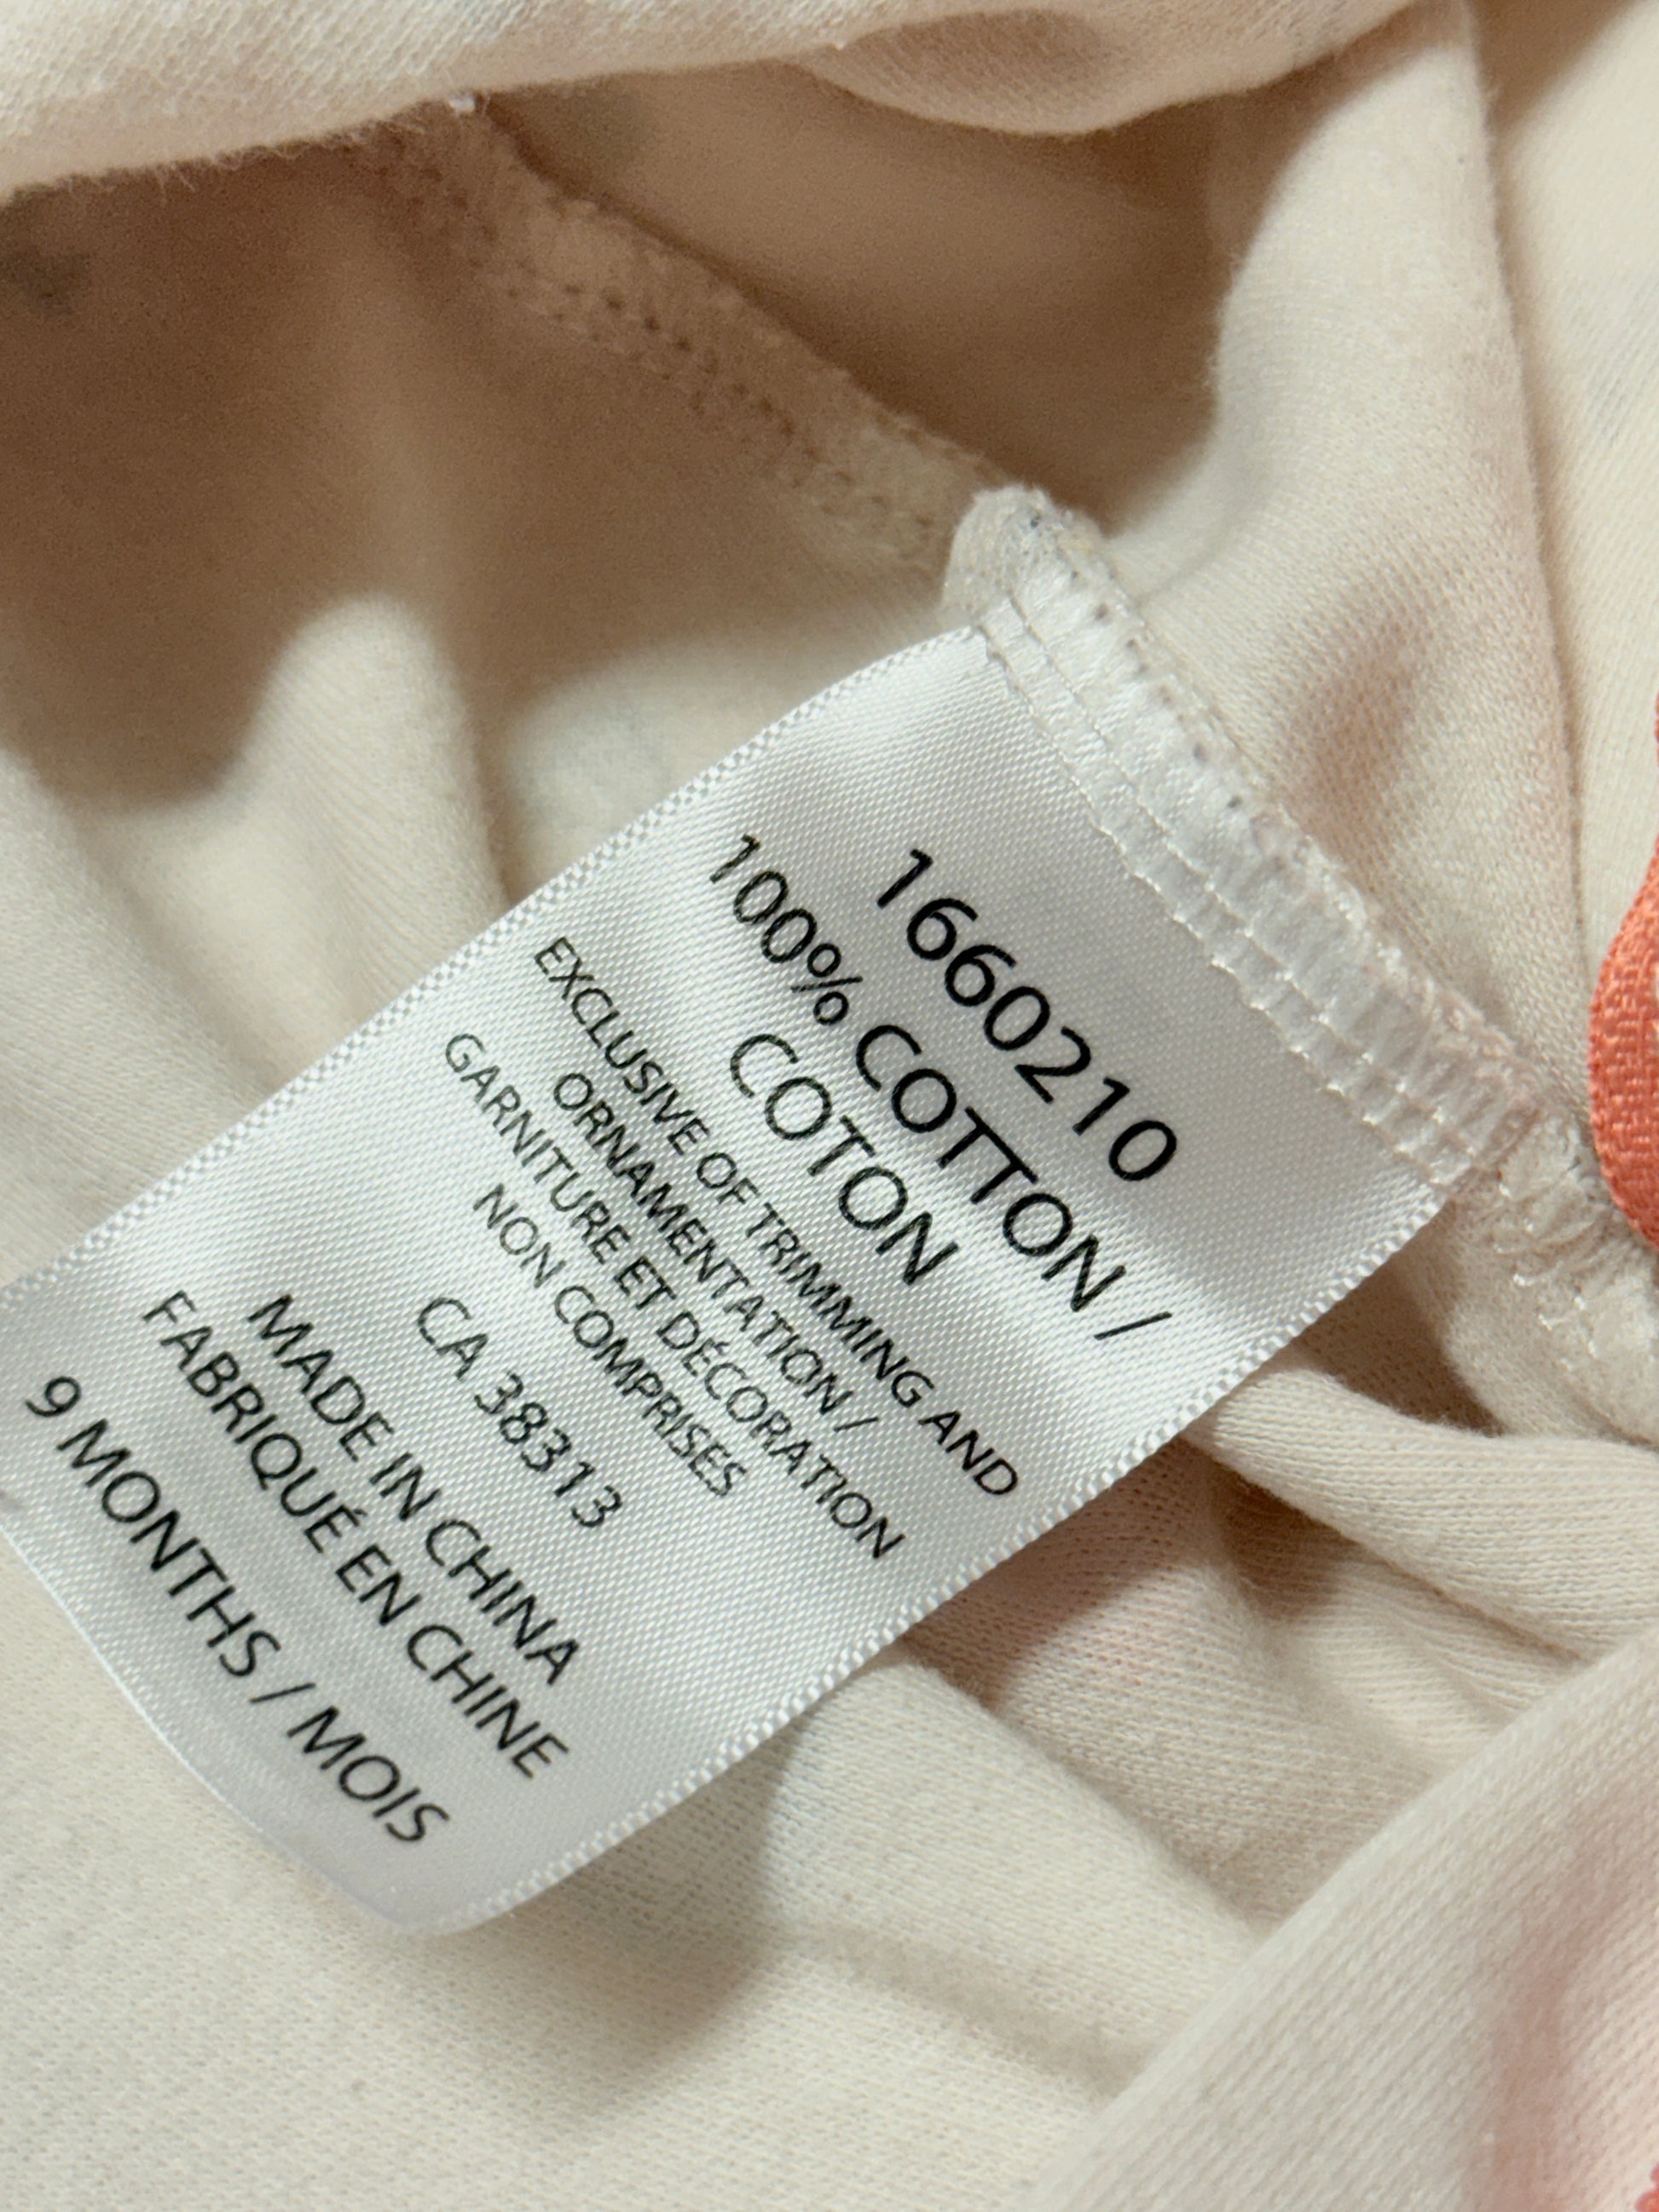 1660210
100% COTTON /
COTON
EXCLUSIVE OF TRIMMING AND
ORNAMENTATION /
GARNITURE ET DÉCORATION
NON COMPRISES
CA 38313
MADE IN CHINA
FABRIQUÉ EN CHINE
9 MONTHS / MOIS